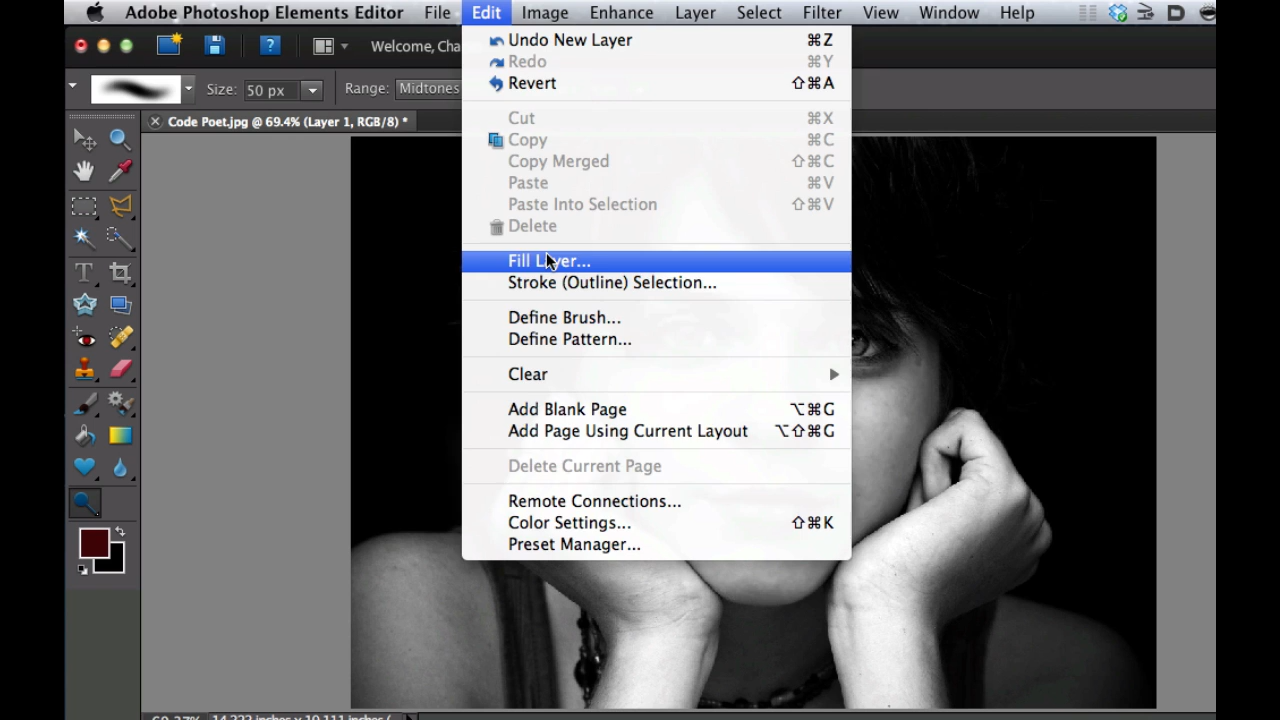 Adobe Photoshop Elements Editor File Edit Image Enhance Layer Select Filter View Window Help
Welcome, Cha
Size: 50 px Range: Midtones
Code Poet.jpg @ 69.4% (Layer 1, RGB/8) *
Undo New Layer ⌘Z
Redo ⌘Y
Revert ⇧⌘A
Cut ⌘X
Copy ⌘C
Copy Merged ⇧⌘C
Paste ⌘V
Paste Into Selection ⇧⌘V
Delete
Fill Layer...
Stroke (Outline) Selection...
Define Brush...
Define Pattern...
Clear
Add Blank Page ⌥⌘G
Add Page Using Current Layout ⌥⇧⌘G
Delete Current Page
Remote Connections...
Color Settings... ⇧⌘K
Preset Manager...